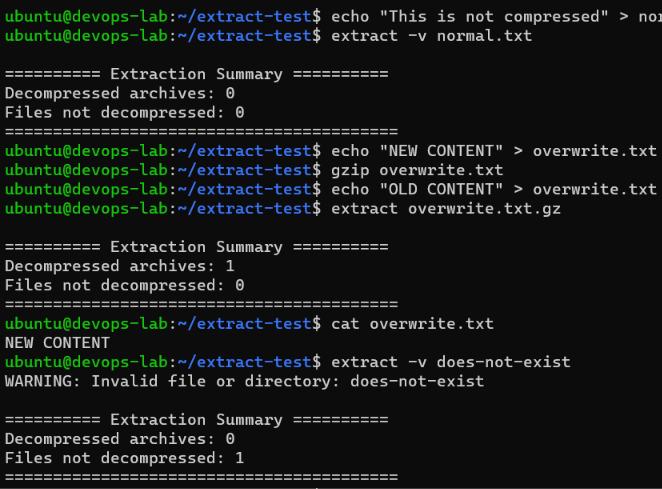 ubuntu@devops-lab:~/extract-test$ echo "This is not compressed" >
ubuntu@devops-lab:~/extract-test$ extract -v normal.txt
========== Extraction Summary ==========
Decompressed archives: 0
Files not decompressed: 0
=========================================
ubuntu@devops-lab:~/extract-test$ echo "NEW CONTENT" > overwrite.txt
ubuntu@devops-lab:~/extract-test$ gzip overwrite.txt
ubuntu@devops-lab:~/extract-test$ echo "OLD CONTENT" > overwrite.txt
ubuntu@devops-lab:~/extract-test$ extract overwrite.txt.gz
========== Extraction Summary ==========
Decompressed archives: 1
Files not decompressed: 0
=========================================
ubuntu@devops-lab:~/extract-test$ cat overwrite.txt
NEW CONTENT
ubuntu@devops-lab:~/extract-test$ extract -v does-not-exist
WARNING: Invalid file or directory: does-not-exist
========== Extraction Summary ==========
Decompressed archives: 0
Files not decompressed: 1
=========================================